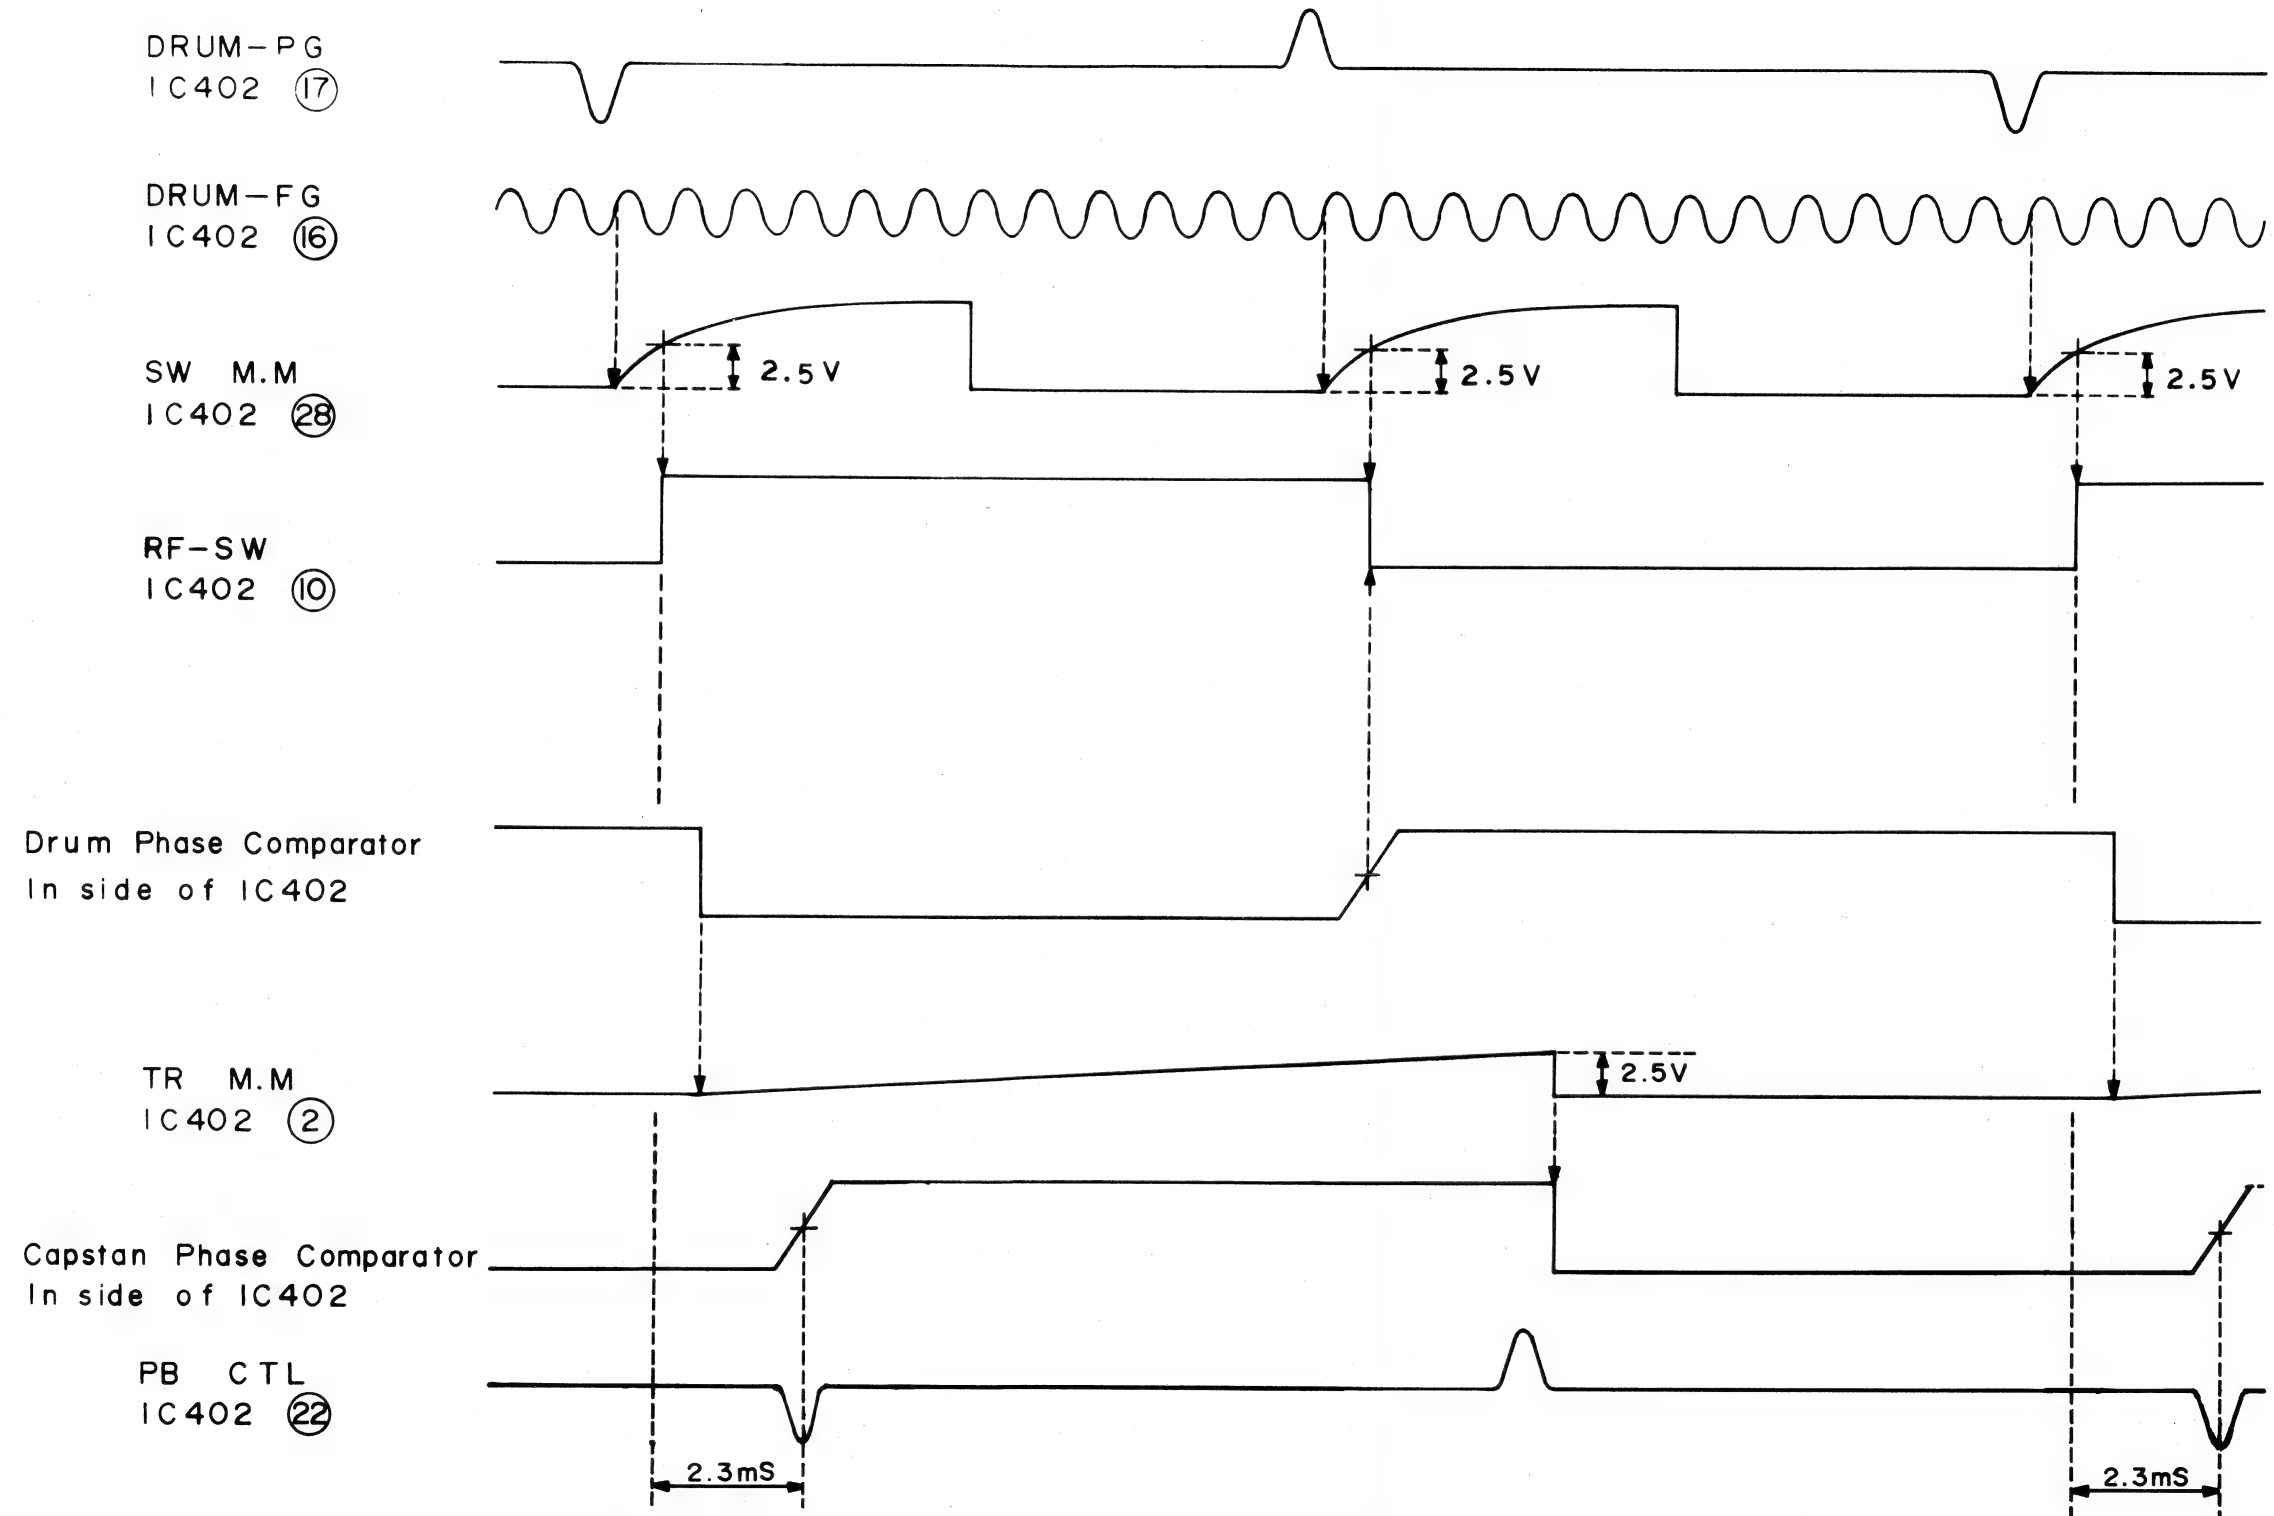 DRUM-PG
IC402 17
DRUM-FG
IC402 16
SW M.M
IC402 28
2.5V
2.5V
2.5V
RF-SW
IC402 10
Drum Phase Comparator
In side of IC402
TR M.M
IC402 2
2.5V
Capstan Phase Comparator
In side of IC402
PB CTL
IC402 22
2.3mS
2.3mS